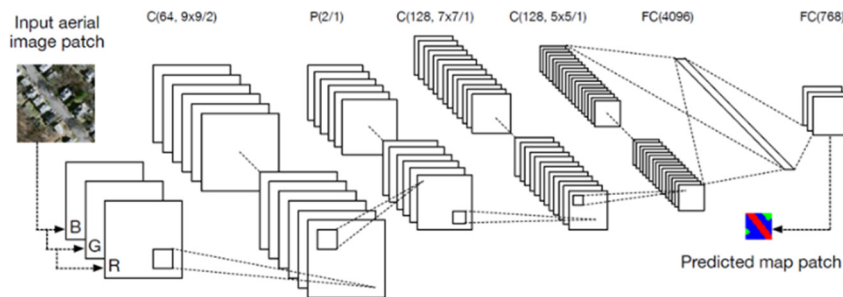 Input aerial
image patch
C(64, 9x9/2)
P(2/1)
C(128, 7x7/1)
C(128, 5x5/1)
FC(4096)
FC(768)
B
G
R
Predicted map patch